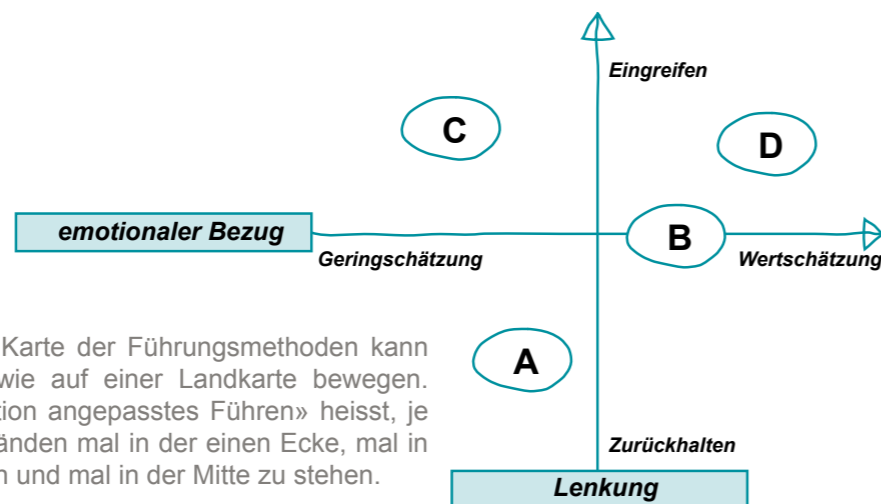 Eingreifen
C
D
emotionaler Bezug
B
Geringschätzung
Wertschätzung
Karte der Führungsmethoden kann
wie auf einer Landkarte bewegen.
tion angepasstes Führen» heisst, je
änden mal in der einen Ecke, mal in
n und mal in der Mitte zu stehen.
A
Zurückhalten
Lenkung